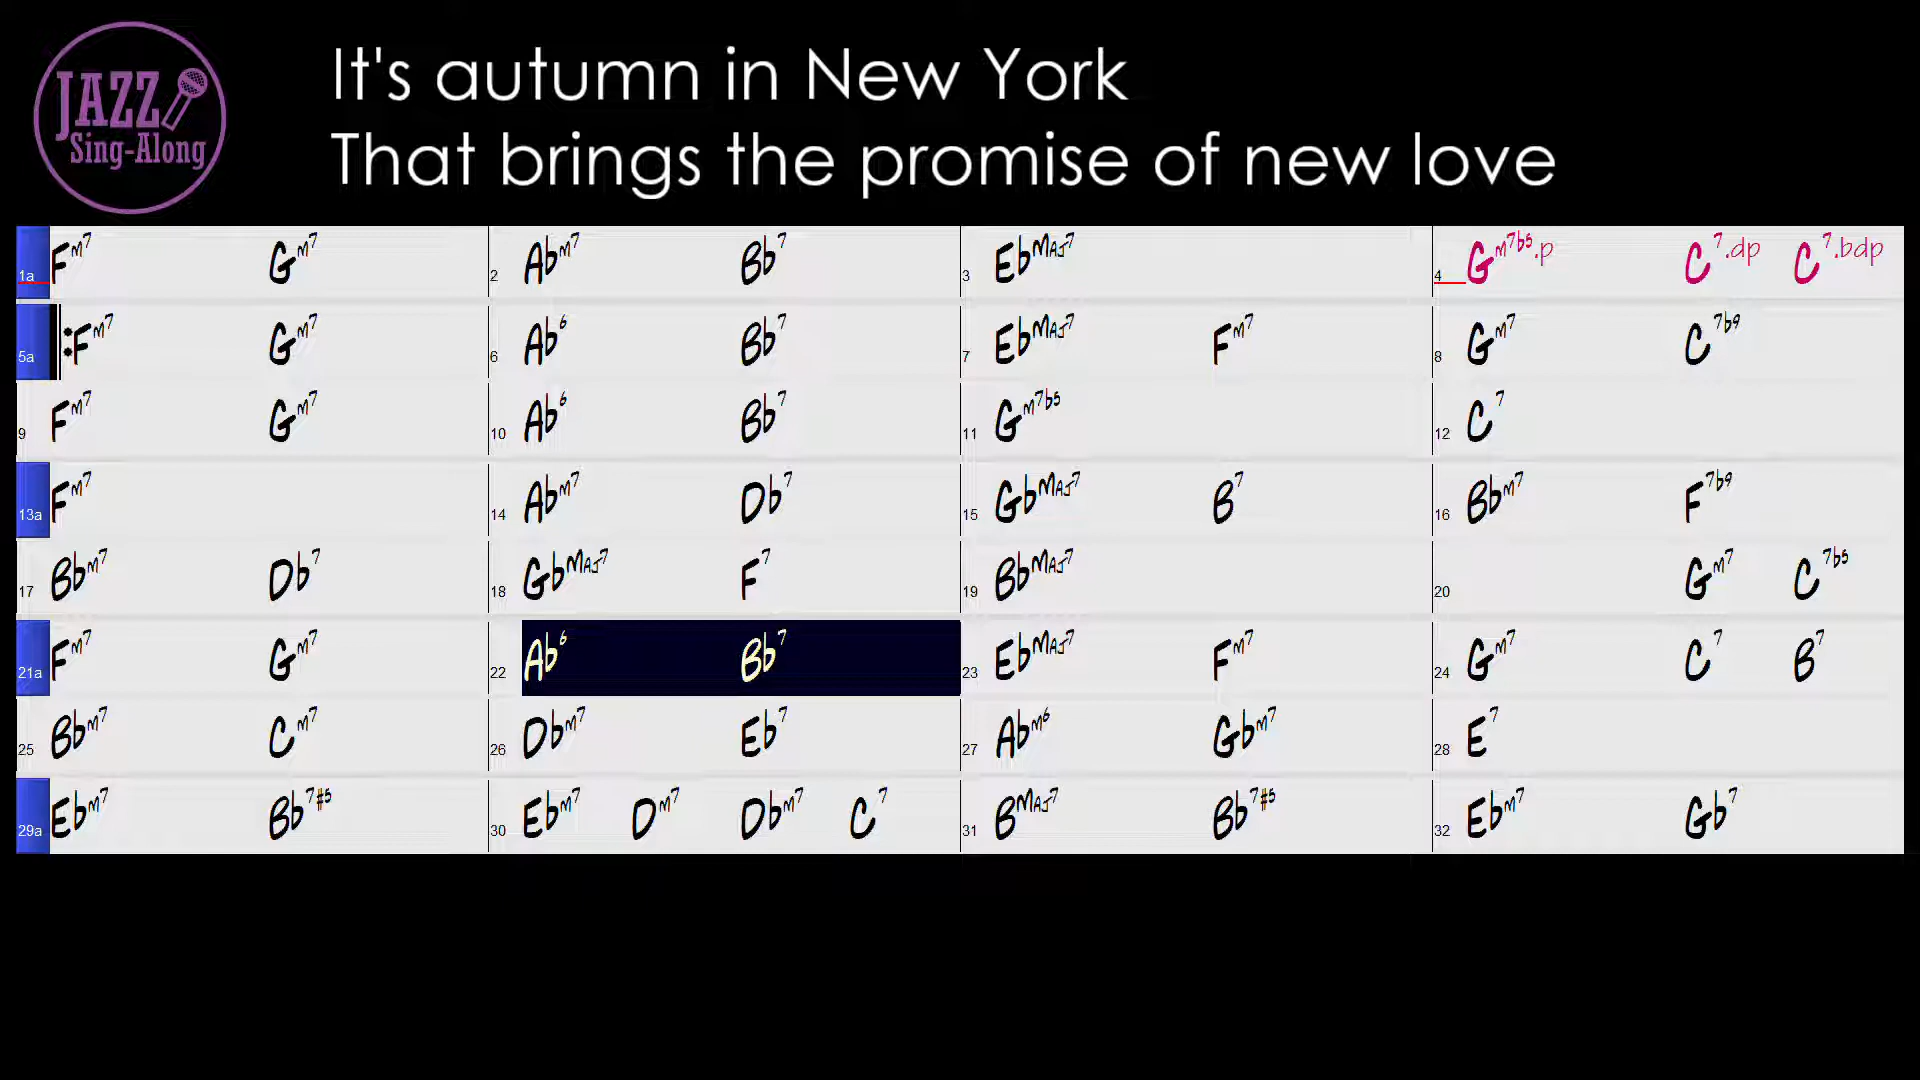 JAZZ
Sing-Along
It's autumn in New York
That brings the promise of new love
1a Fm7 Gm7 2 Abm7 Bb7 3 EbMAJ7 4 Gm7b5.p C7.dp C7.bdp
5a Fm7 Gm7 6 Ab6 Bb7 7 EbMAJ7 Fm7 8 Gm7 C7b9
9 Fm7 Gm7 10 Ab6 Bb7 11 Gm7b5 12 C7
13a Fm7 14 Abm7 Db7 15 GbMAJ7 B7 16 Bbm7 F7b9
17 Bbm7 Db7 18 GbMAJ7 F7 19 BbMAJ7 20 Gm7 C7b5
21a Fm7 Gm7 22 Ab6 Bb7 23 EbMAJ7 Fm7 24 Gm7 C7 B7
25 Bbm7 Cm7 26 Dbm7 Eb7 27 Abm6 Gbm7 28 E7
29a Ebm7 Bb7#5 30 Ebm7 Dm7 Dbm7 C7 31 BMAJ7 Bb7#5 32 Ebm7 Gb7